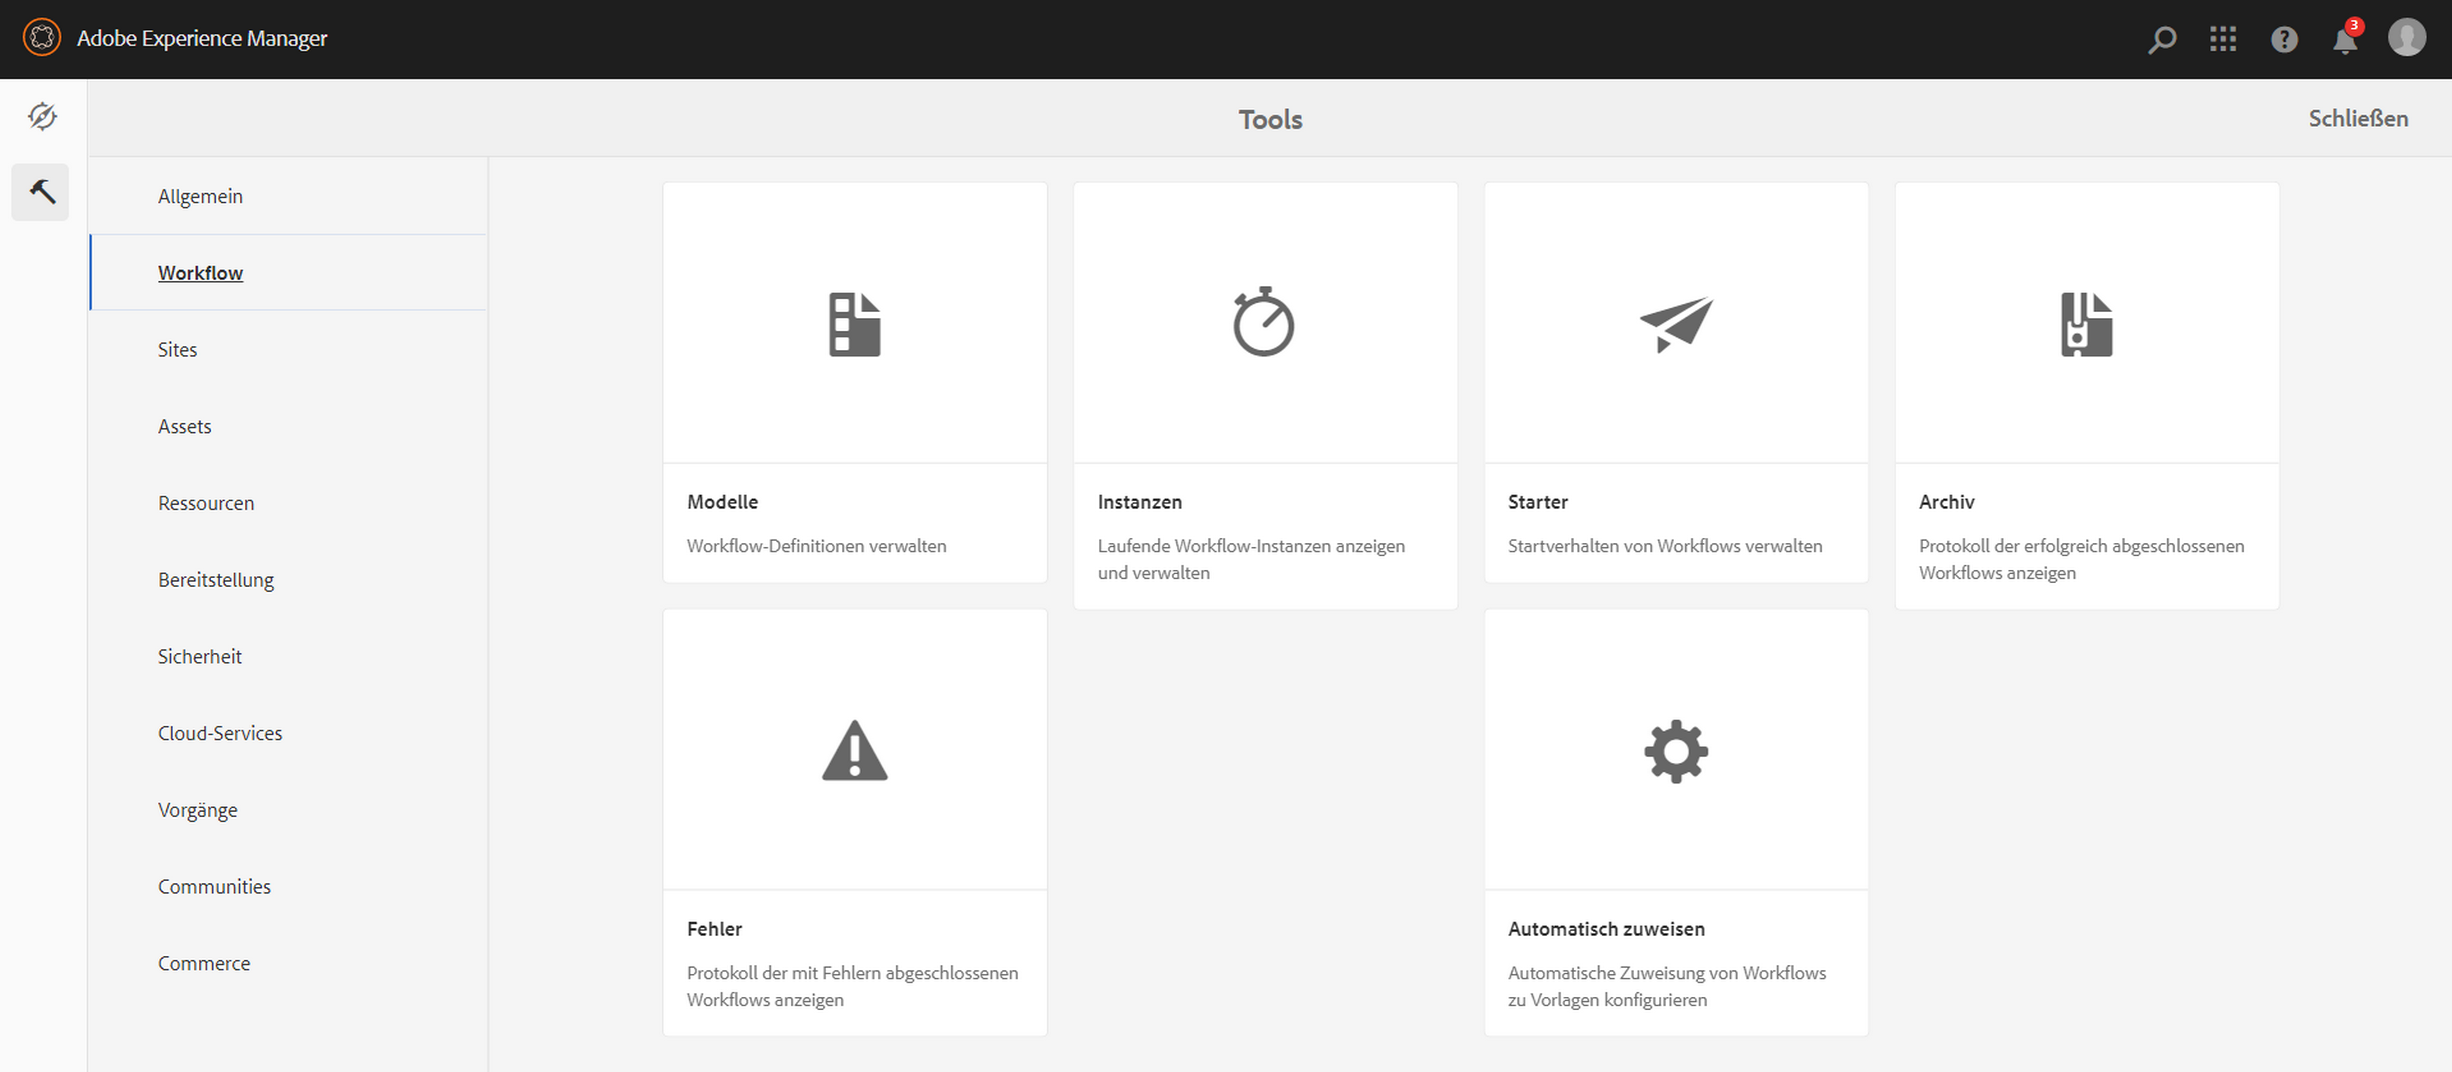 Adobe Experience Manager
3
Tools
Schließen
Allgemein
Workflow
Sites
Assets
Ressourcen
Bereitstellung
Sicherheit
Cloud-Services
Vorgänge
Communities
Commerce
Modelle
Workflow-Definitionen verwalten
Instanzen
Laufende Workflow-Instanzen anzeigen
und verwalten
Starter
Startverhalten von Workflows verwalten
Archiv
Protokoll der erfolgreich abgeschlossenen
Workflows anzeigen
Fehler
Protokoll der mit Fehlern abgeschlossenen
Workflows anzeigen
Automatisch zuweisen
Automatische Zuweisung von Workflows
zu Vorlagen konfigurieren